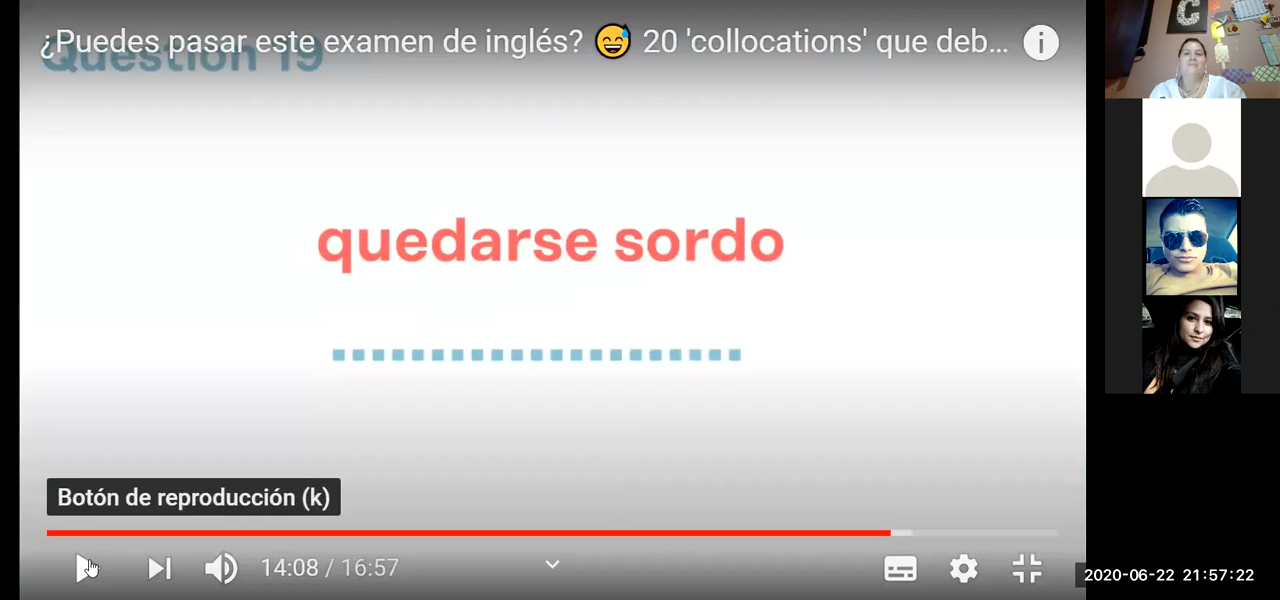 ¿Puedes pasar este examen de inglés? 😅 20 'collocations' que deb...
Question 19
quedarse sordo
Botón de reproducción (k)
14:08 / 16:57
C
2020-06-22 21:57:22